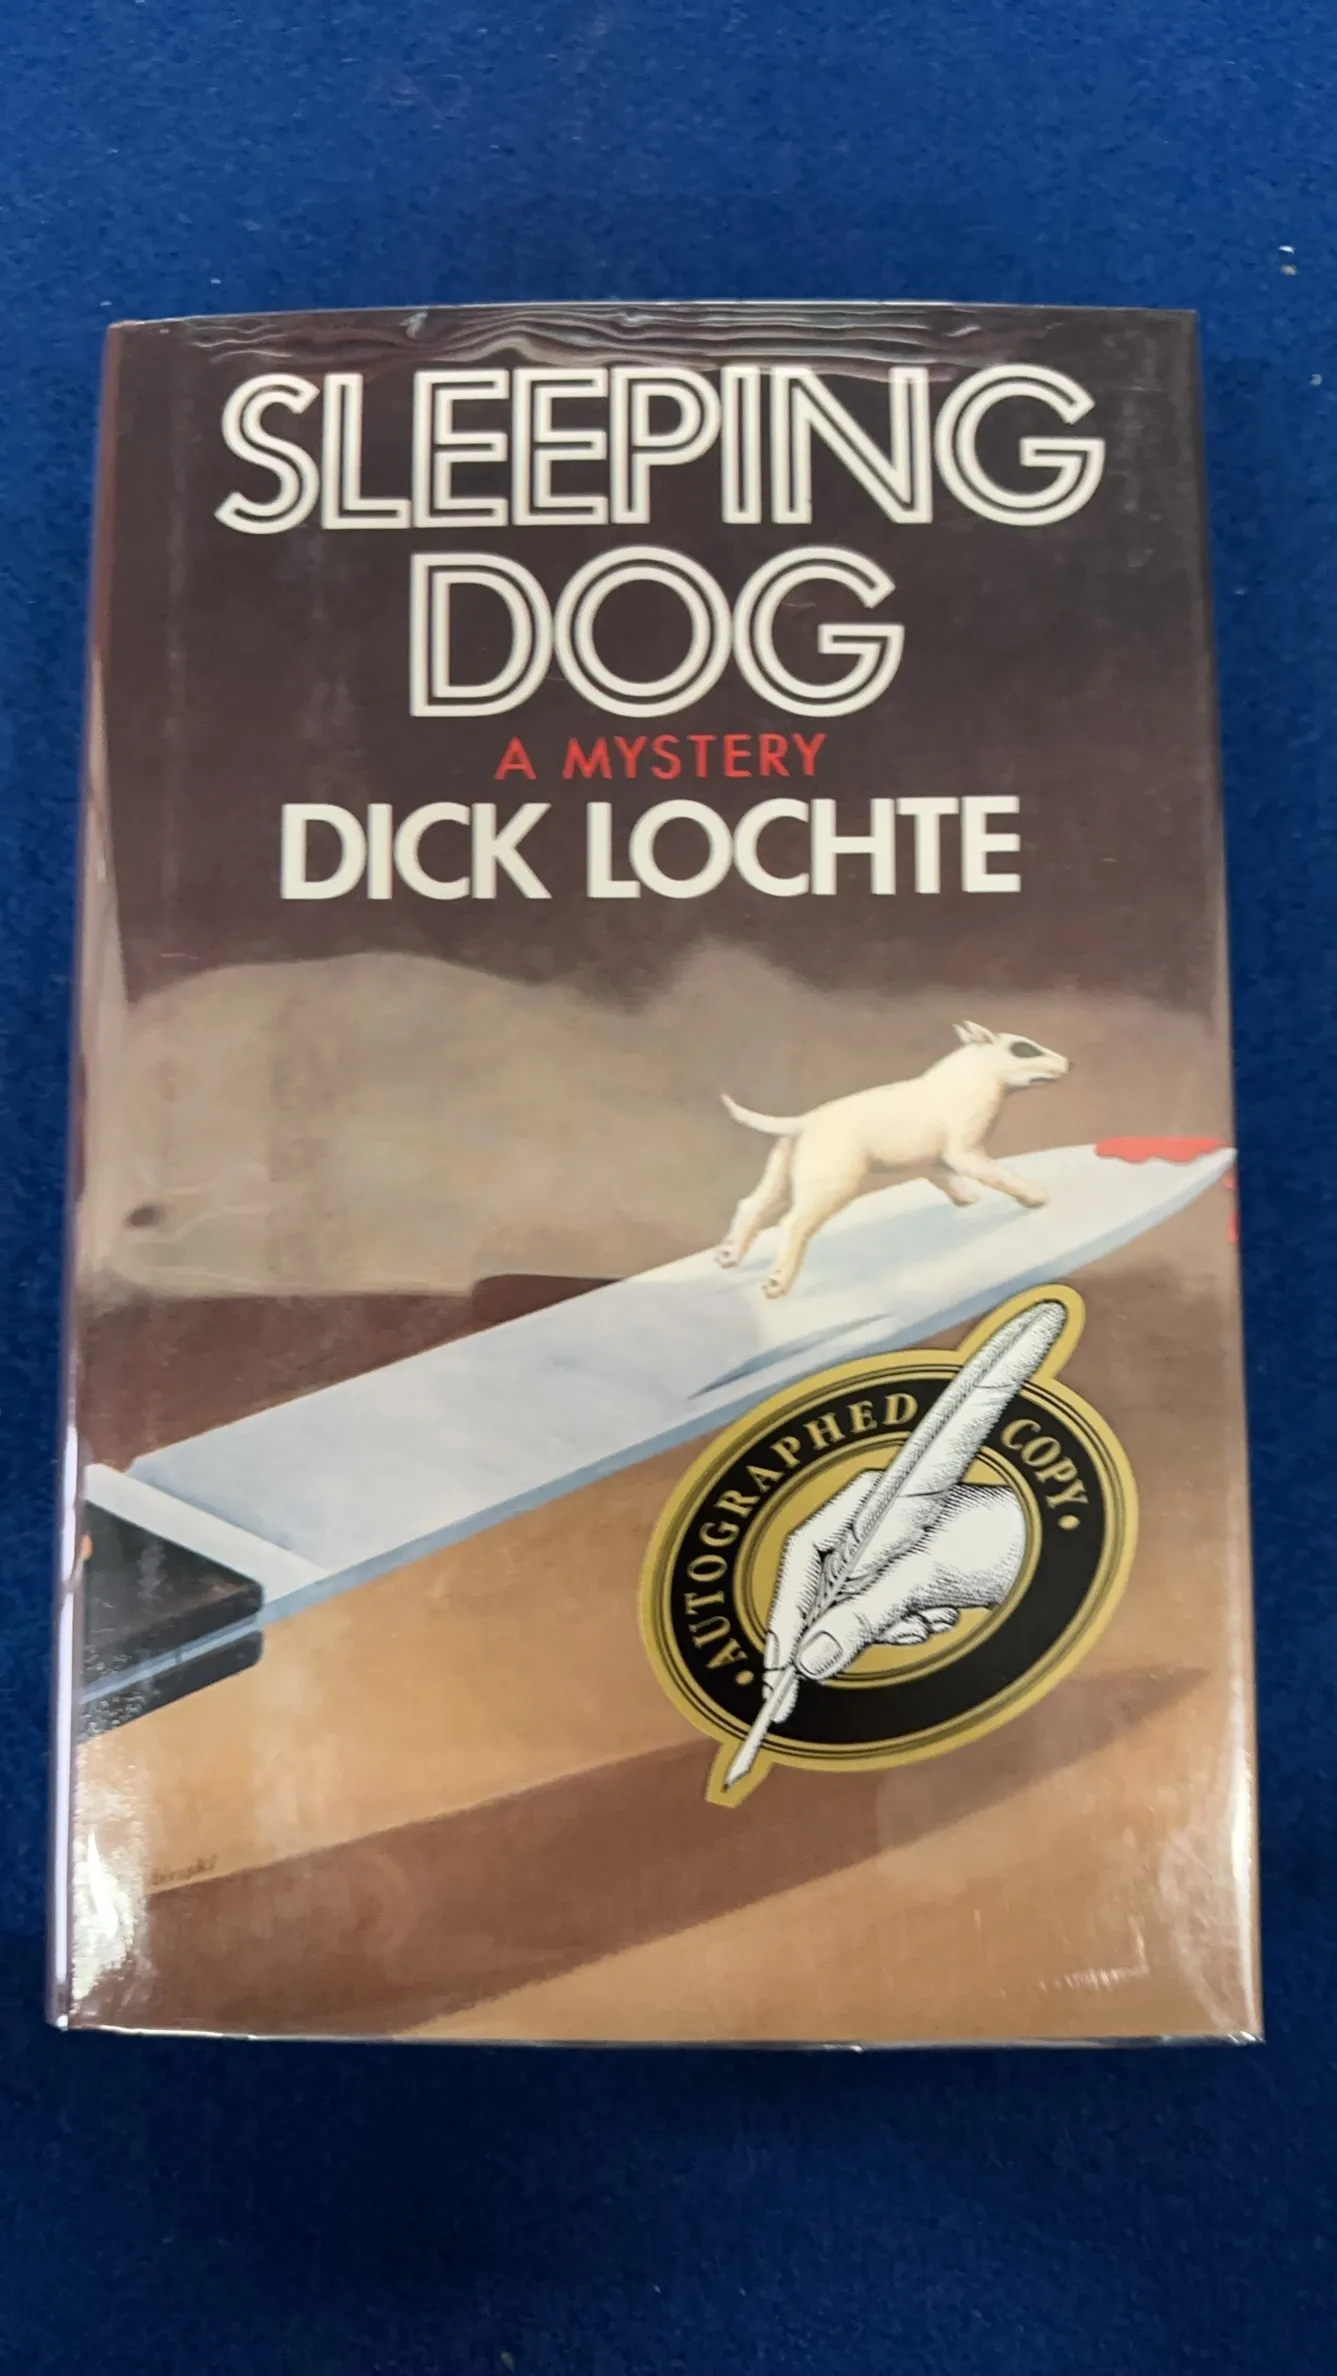 SLEEPING
DOG
A MYSTERY
DICK LOCHTE
• AUTOGRAPHED COPY •